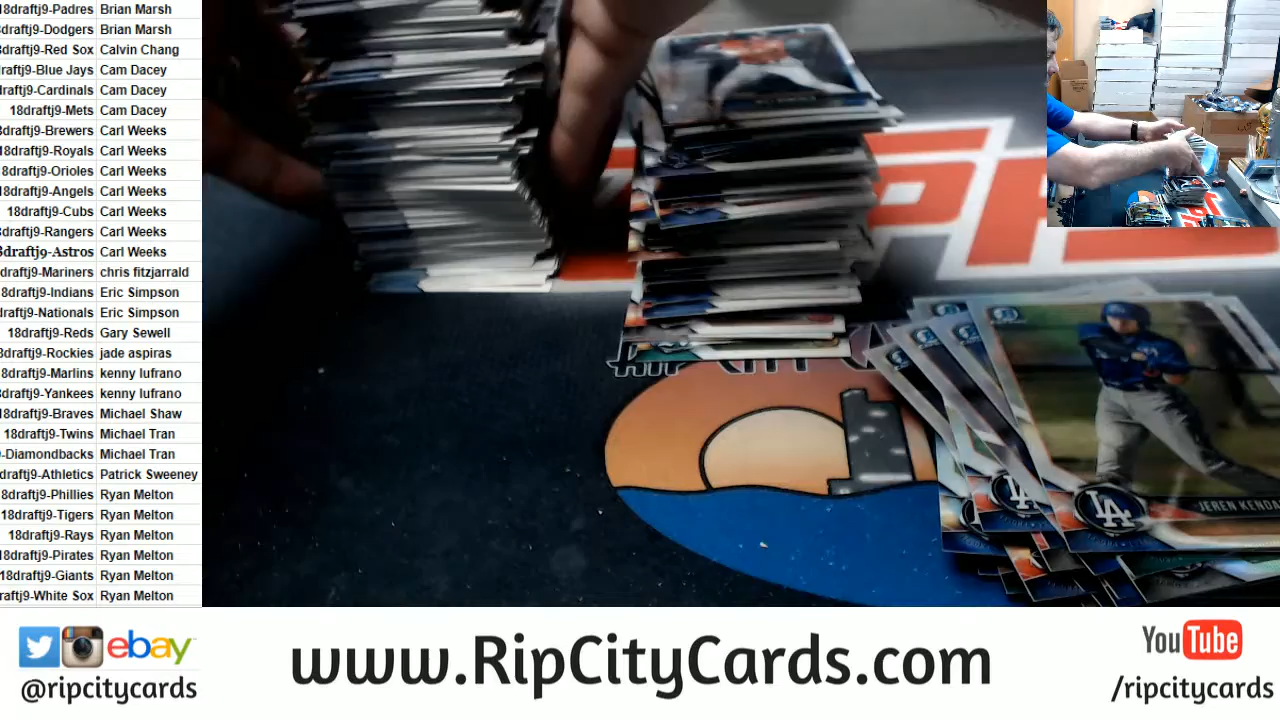 18draftj9-Padres Brian Marsh
8draftj9-Dodgers Brian Marsh
8draftj9-Red Sox Calvin Chang
draftj9-Blue Jays Cam Dacey
draftj9-Cardinals Cam Dacey
18draftj9-Mets Cam Dacey
8draftj9-Brewers Carl Weeks
18draftj9-Royals Carl Weeks
8draftj9-Orioles Carl Weeks
18draftj9-Angels Carl Weeks
18draftj9-Cubs Carl Weeks
8draftj9-Rangers Carl Weeks
8draftj9-Astros Carl Weeks
draftj9-Mariners chris fitzjarrald
8draftj9-Indians Eric Simpson
draftj9-Nationals Eric Simpson
18draftj9-Reds Gary Sewell
8draftj9-Rockies jade aspiras
8draftj9-Marlins kenny lufrano
8draftj9-Yankees kenny lufrano
18draftj9-Braves Michael Shaw
18draftj9-Twins Michael Tran
-Diamondbacks Michael Tran
draftj9-Athletics Patrick Sweeney
8draftj9-Phillies Ryan Melton
18draftj9-Tigers Ryan Melton
18draftj9-Rays Ryan Melton
18draftj9-Pirates Ryan Melton
18draftj9-Giants Ryan Melton
raftj9-White Sox Ryan Melton
LA
JEREN KENDA
ebay
@ripcitycards
www.RipCityCards.com
YouTube
/ripcitycards